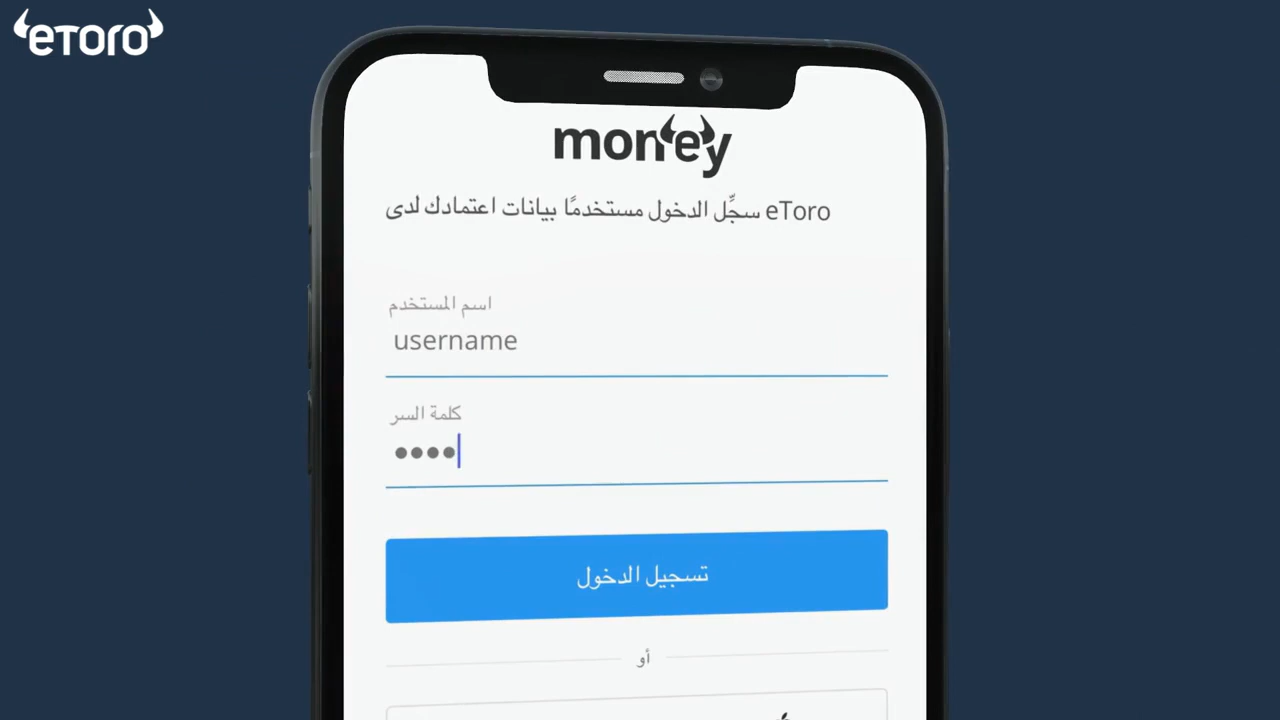 eToro
money
سجِّل الدخول مستخدمًا بيانات اعتمادك لدى eToro
اسم المستخدم
username
كلمة السر
••••
تسجيل الدخول
أو